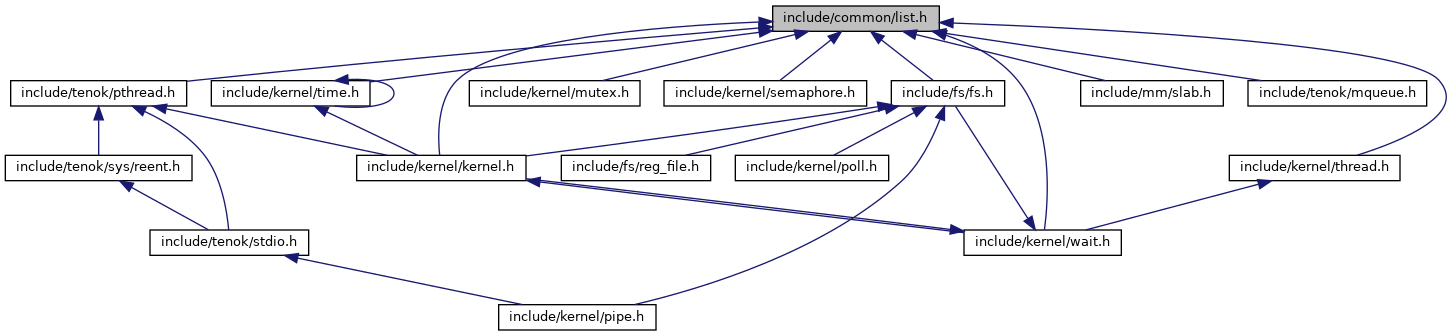 include/common/list.h
include/tenok/pthread.h
include/kernel/time.h
include/kernel/mutex.h
include/kernel/semaphore.h
include/fs/fs.h
include/mm/slab.h
include/tenok/mqueue.h
include/tenok/sys/reent.h
include/kernel/kernel.h
include/fs/reg_file.h
include/kernel/poll.h
include/kernel/thread.h
include/tenok/stdio.h
include/kernel/wait.h
include/kernel/pipe.h